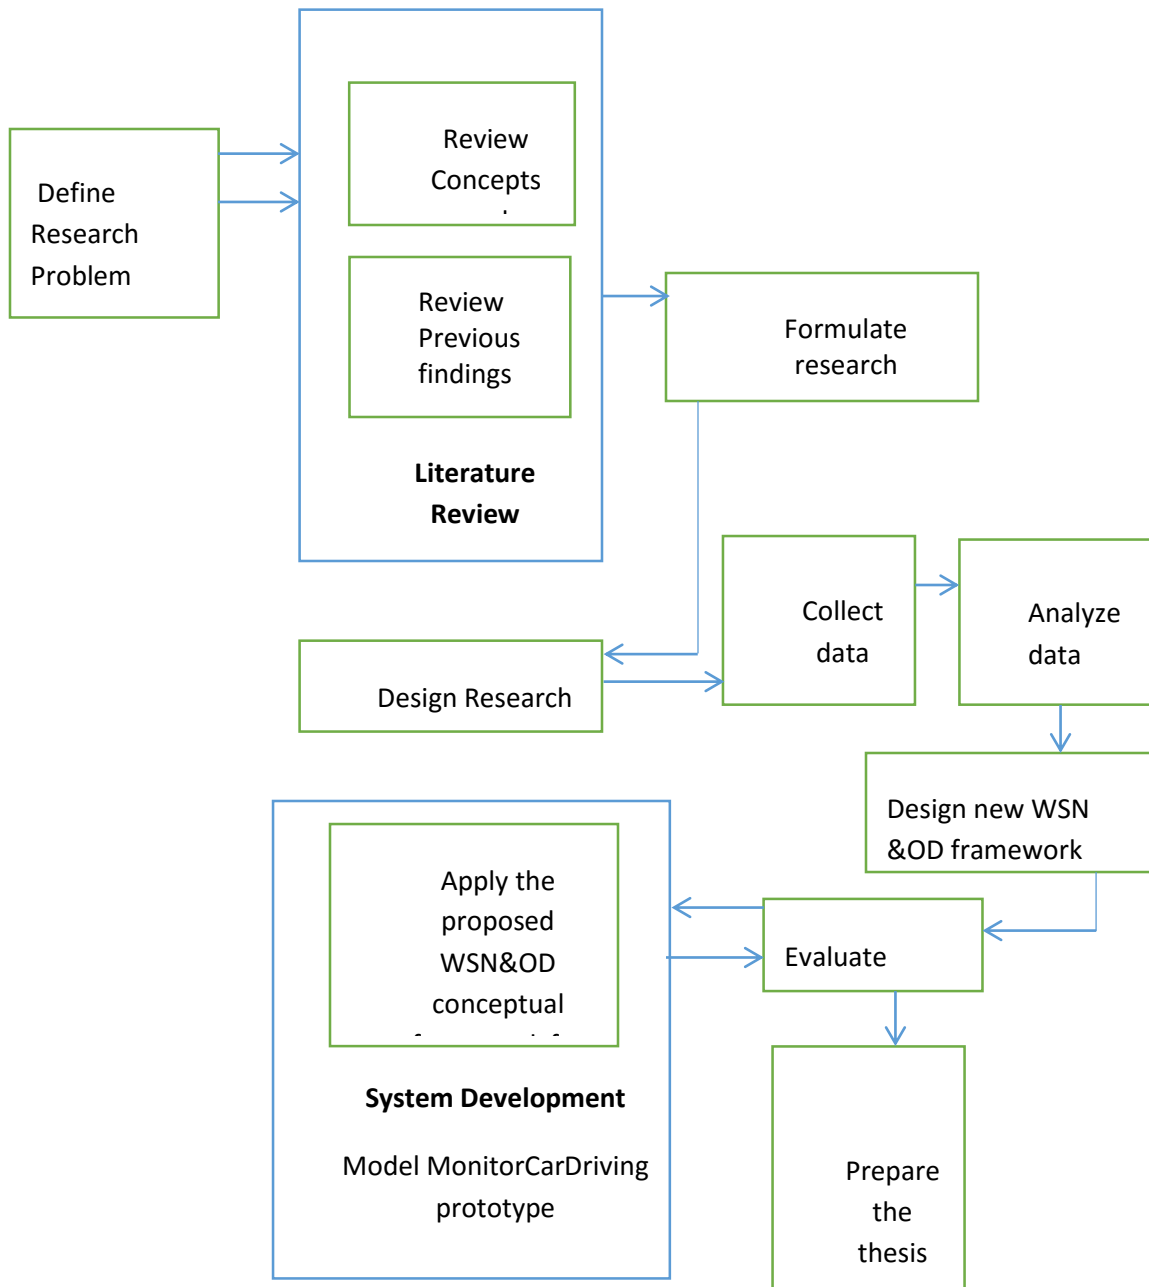 Define
Research
Problem
Review
Concepts
Review
Previous
findings
Literature
Review
Formulate
research
Collect
data
Analyze
data
Design Research
Design new WSN
&OD framework
Apply the
proposed
WSN&OD
conceptual
Evaluate
System Development
Model MonitorCarDriving
prototype
Prepare
the
thesis